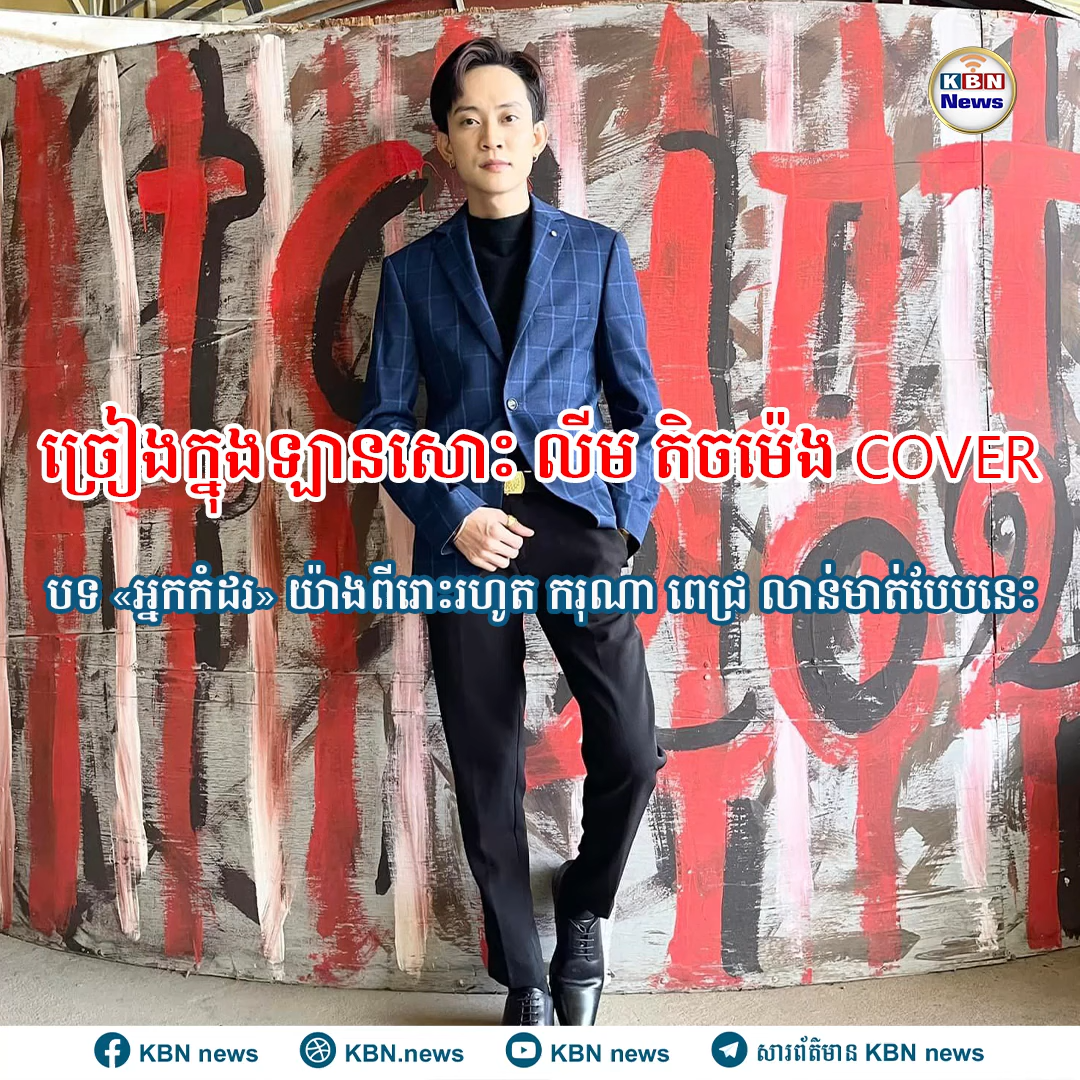 KBN
News
ច្រៀងក្នុងឡានសោះ លីម តិចម៉េង COVER
បទ «អ្នកកំដរ» យ៉ាងពីរោះរហូត ករុណា ពេជ្រ លាន់មាត់បែបនេះ
KBN news KBN.news KBN news សារព័ត៌មាន KBN news